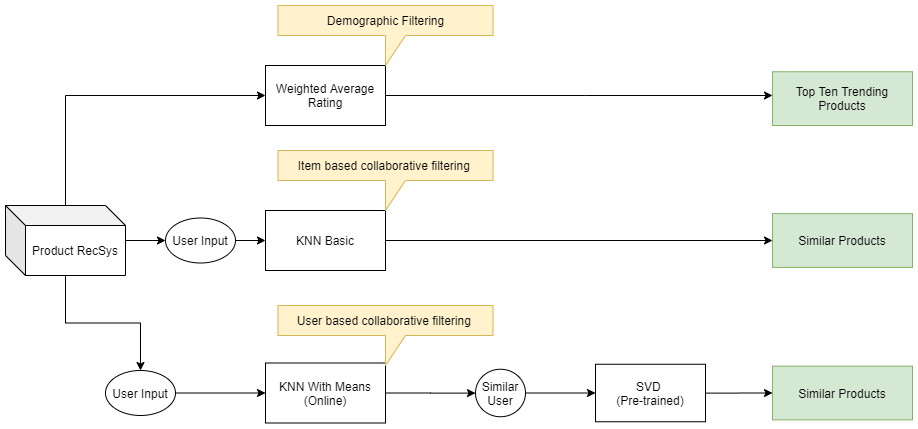 Demographic Filtering
Weighted Average
Rating
Top Ten Trending
Products
Item based collaborative filtering
Product RecSys
User Input
KNN Basic
Similar Products
User based collaborative filtering
User Input
KNN With Means
(Online)
Similar
User
SVD
(Pre-trained)
Similar Products